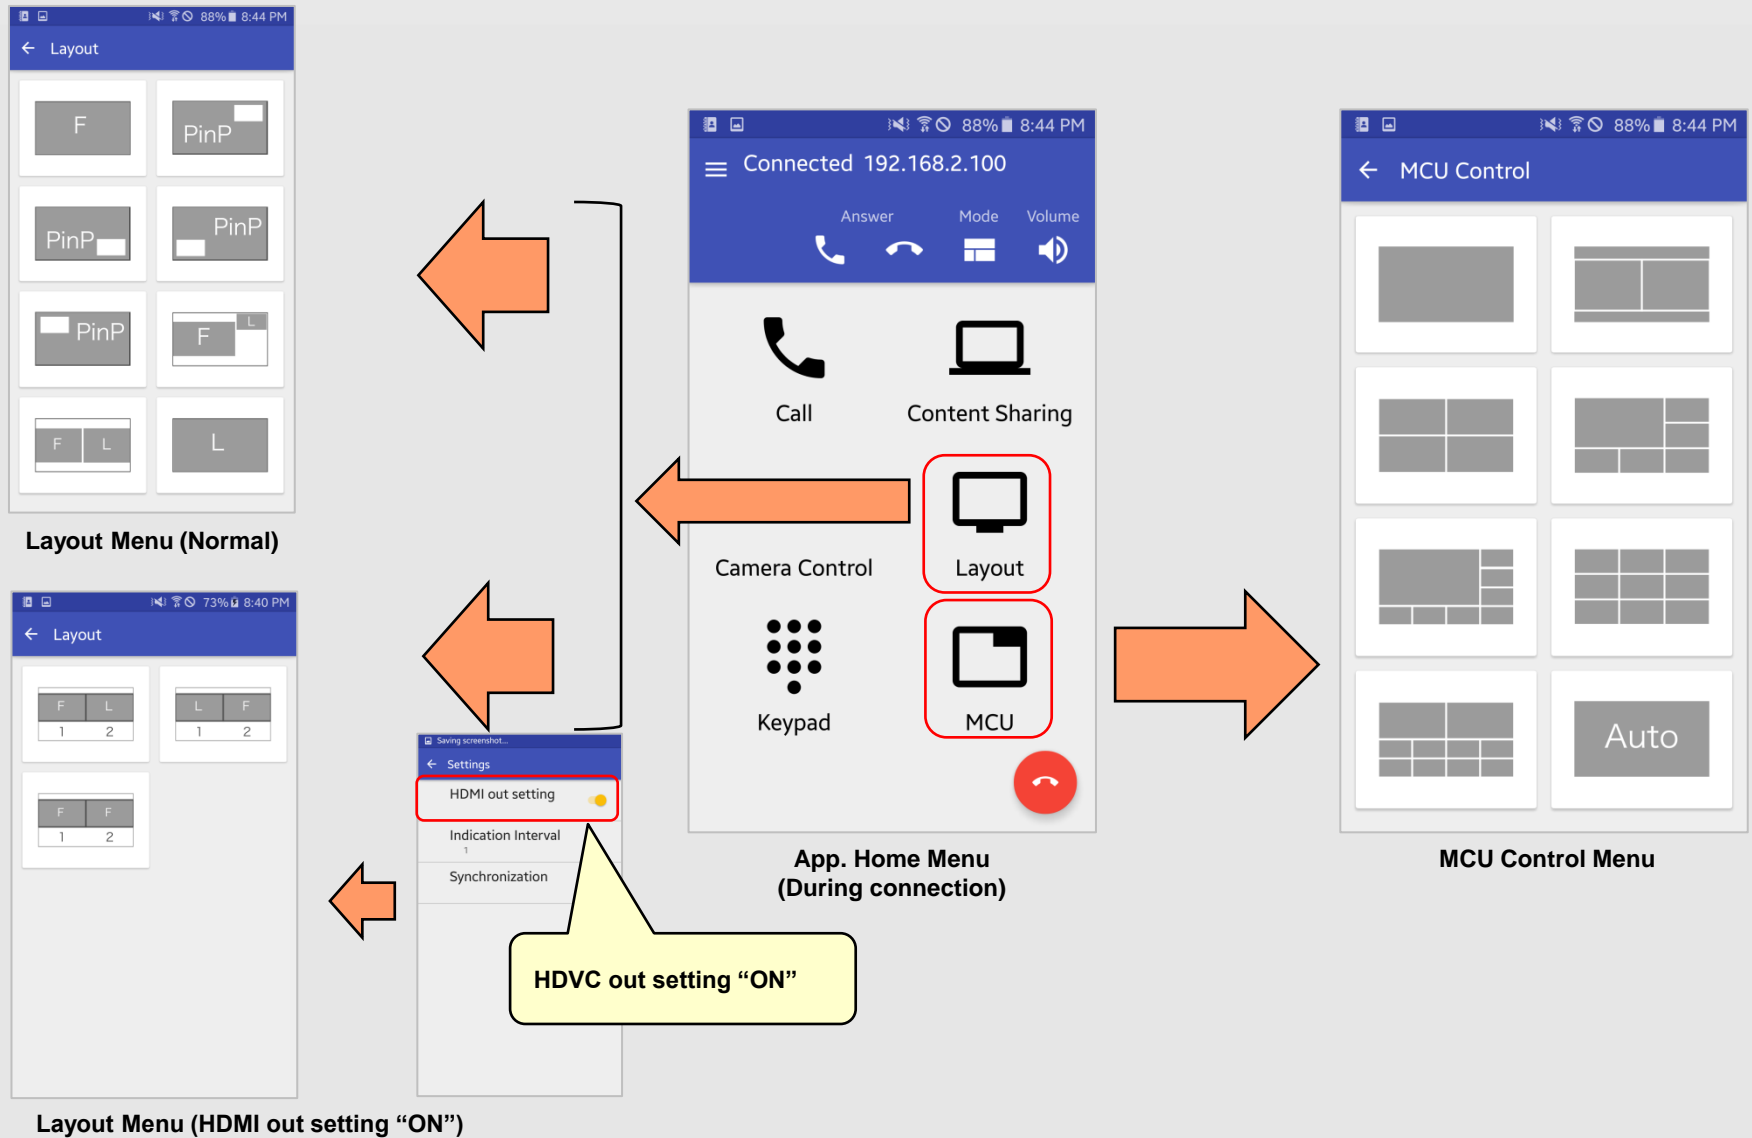 88% 8:44 PM
Layout
F
PinP
PinP
PinP
PinP
F
L
F
L
L
Layout Menu (Normal)
73% 8:40 PM
Layout
F L
1 2
L F
1 2
F F
1 2
Layout Menu (HDMI out setting “ON”)
Saving screenshot...
Settings
HDMI out setting
Indication Interval
1
Synchronization
HDVC out setting “ON”
88% 8:44 PM
Connected 192.168.2.100
Answer Mode Volume
Call Content Sharing
Camera Control Layout
Keypad MCU
App. Home Menu
(During connection)
88% 8:44 PM
MCU Control
Auto
MCU Control Menu